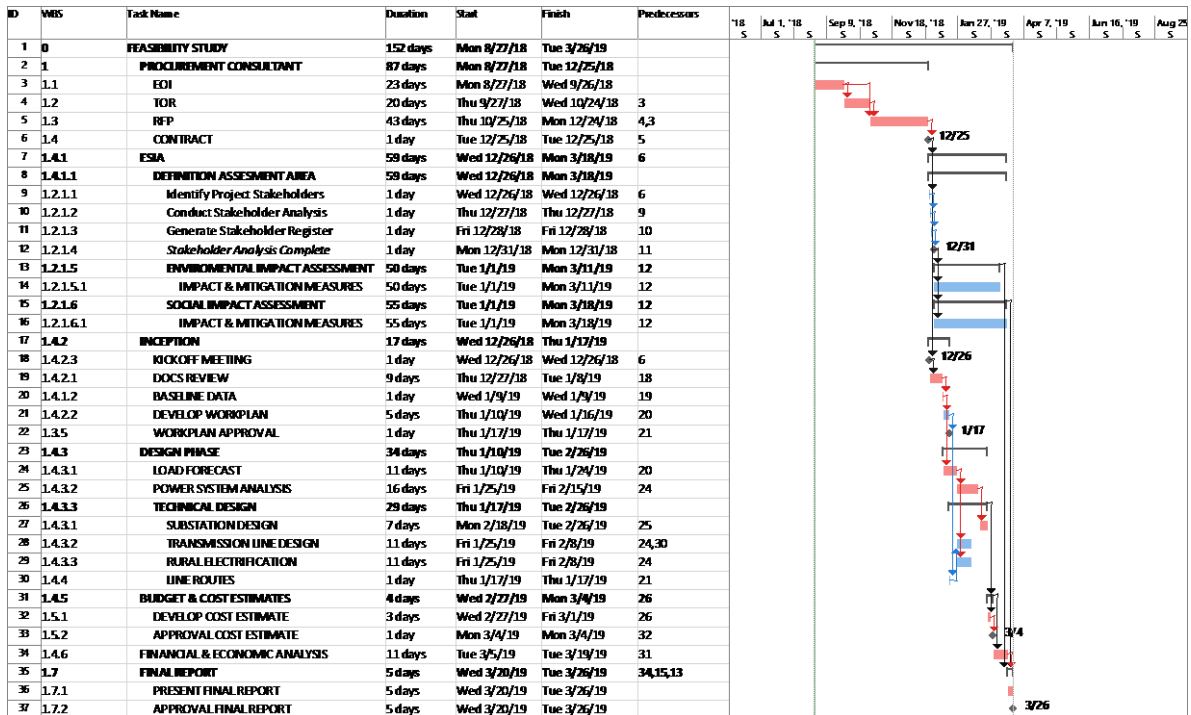 ID WBS Task Name Duration Start Finish Predecessors '18 Jul 1, '18 Sep 9, '18 Nov 18, '18 Jan 27, '19 Apr 7, '19 Jun 16, '19 Aug 25
S S S S S S S S
1 0 FEASIBILITY STUDY 152 days Mon 8/27/18 Tue 3/26/19
2 1 PROCUREMENT CONSULTANT 87 days Mon 8/27/18 Tue 12/25/18
3 1.1 EOI 23 days Mon 8/27/18 Wed 9/26/18
4 1.2 TOR 20 days Thu 9/27/18 Wed 10/24/18 3
5 1.3 RFP 43 days Thu 10/25/18 Mon 12/24/18 4,3
6 1.4 CONTRACT 1 day Tue 12/25/18 Tue 12/25/18 5 12/25
7 1.4.1 ESIA 59 days Wed 12/26/18 Mon 3/18/19 6
8 1.4.1.1 DEFINITION ASSESMENT AREA 59 days Wed 12/26/18 Mon 3/18/19
9 1.2.1.1 Identify Project Stakeholders 1 day Wed 12/26/18 Wed 12/26/18 6
10 1.2.1.2 Conduct Stakeholder Analysis 1 day Thu 12/27/18 Thu 12/27/18 9
11 1.2.1.3 Generate Stakeholder Register 1 day Fri 12/28/18 Fri 12/28/18 10
12 1.2.1.4 Stakeholder Analysis Complete 1 day Mon 12/31/18 Mon 12/31/18 11 12/31
13 1.2.1.5 ENVIROMENTAL IMPACT ASSESSMENT 50 days Tue 1/1/19 Mon 3/11/19 12
14 1.2.1.5.1 IMPACT & MITIGATION MEASURES 50 days Tue 1/1/19 Mon 3/11/19 12
15 1.2.1.6 SOCIAL IMPACT ASSESSMENT 55 days Tue 1/1/19 Mon 3/18/19 12
16 1.2.1.6.1 IMPACT & MITIGATION MEASURES 55 days Tue 1/1/19 Mon 3/18/19 12
17 1.4.2 INCEPTION 17 days Wed 12/26/18 Thu 1/17/19
18 1.4.2.3 KICKOFF MEETING 1 day Wed 12/26/18 Wed 12/26/18 6 12/26
19 1.4.2.1 DOCS REVIEW 9 days Thu 12/27/18 Tue 1/8/19 18
20 1.4.1.2 BASELINE DATA 1 day Wed 1/9/19 Wed 1/9/19 19
21 1.4.2.2 DEVELOP WORKPLAN 5 days Thu 1/10/19 Wed 1/16/19 20
22 1.3.5 WORKPLAN APPROVAL 1 day Thu 1/17/19 Thu 1/17/19 21 1/17
23 1.4.3 DESIGN PHASE 34 days Thu 1/10/19 Tue 2/26/19
24 1.4.3.1 LOAD FORECAST 11 days Thu 1/10/19 Thu 1/24/19 20
25 1.4.3.2 POWER SYSTEM ANALYSIS 16 days Fri 1/25/19 Fri 2/15/19 24
26 1.4.3.3 TECHNICAL DESIGN 29 days Thu 1/17/19 Tue 2/26/19
27 1.4.3.1 SUBSTATION DESIGN 7 days Mon 2/18/19 Tue 2/26/19 25
28 1.4.3.2 TRANSMISSION LINE DESIGN 11 days Fri 1/25/19 Fri 2/8/19 24,30
29 1.4.3.3 RURAL ELECTRIFICATION 11 days Fri 1/25/19 Fri 2/8/19 24
30 1.4.4 LINE ROUTES 1 day Thu 1/17/19 Thu 1/17/19 21
31 1.4.5 BUDGET & COST ESTIMATES 4 days Wed 2/27/19 Mon 3/4/19 26
32 1.5.1 DEVELOP COST ESTIMATE 3 days Wed 2/27/19 Fri 3/1/19 26
33 1.5.2 APPROVAL COST ESTIMATE 1 day Mon 3/4/19 Mon 3/4/19 32 3/4
34 1.4.6 FINANCIAL & ECONOMIC ANALYSIS 11 days Tue 3/5/19 Tue 3/19/19 31
35 1.7 FINAL REPORT 5 days Wed 3/20/19 Tue 3/26/19 34,15,13
36 1.7.1 PRESENT FINAL REPORT 5 days Wed 3/20/19 Tue 3/26/19
37 1.7.2 APPROVAL FINAL REPORT 5 days Wed 3/20/19 Tue 3/26/19 3/26